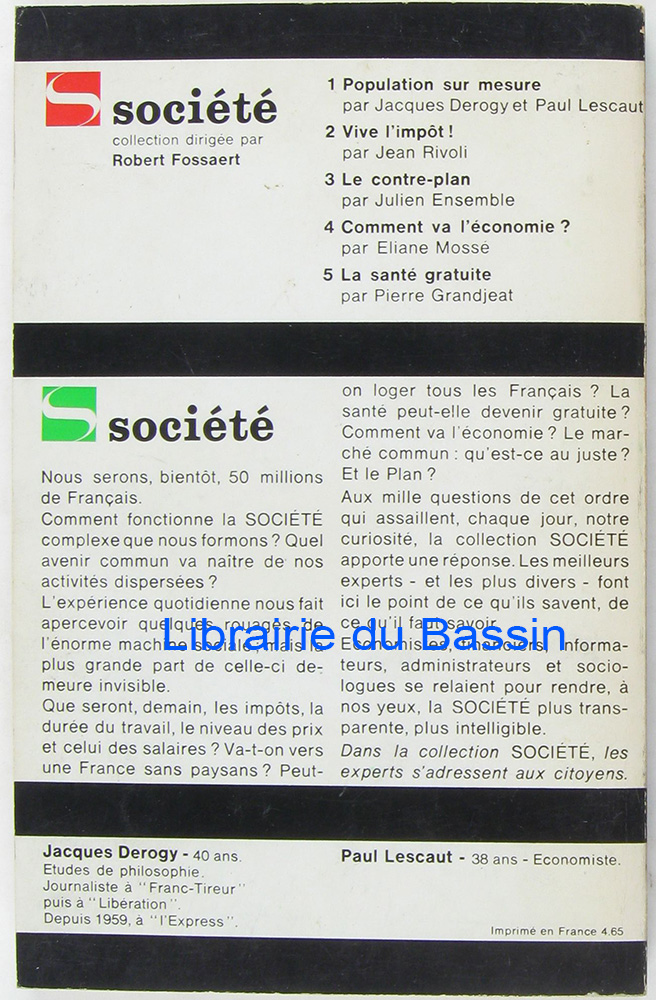 société
collection dirigée par
Robert Fossaert
1 Population sur mesure
par Jacques Derogy et Paul Lescaut
2 Vive l'impôt !
par Jean Rivoli
3 Le contre-plan
par Julien Ensemble
4 Comment va l'économie ?
par Eliane Mossé
5 La santé gratuite
par Pierre Grandjeat
société
Nous serons, bientôt, 50 millions
de Français.
Comment fonctionne la SOCIÉTÉ
complexe que nous formons ? Quel
avenir commun va naître de nos
activités dispersées ?
L'expérience quotidienne nous fait
apercevoir quelques rouages de
l'énorme machine sociale, mais la
plus grande part de celle-ci de-
meure invisible.
Que seront, demain, les impôts, la
durée du travail, le niveau des prix
et celui des salaires ? Va-t-on vers
une France sans paysans ? Peut-
on loger tous les Français ? La
santé peut-elle devenir gratuite ?
Comment va l'économie ? Le mar-
ché commun : qu'est-ce au juste ?
Et le Plan ?
Aux mille questions de cet ordre
qui assaillent, chaque jour, notre
curiosité, la collection SOCIÉTÉ
apporte une réponse. Les meilleurs
experts - et les plus divers - font
ici le point de ce qu'ils savent, de
ce qu'il faut savoir.
Economistes, financiers, informa-
teurs, administrateurs et socio-
logues se relaient pour rendre, à
nos yeux, la SOCIÉTÉ plus trans-
parente, plus intelligible.
Dans la collection SOCIÉTÉ, les
experts s'adressent aux citoyens.
Librairie du Bassin
Jacques Derogy - 40 ans.
Etudes de philosophie.
Journaliste à "Franc-Tireur"
puis à "Libération".
Depuis 1959, à "l'Express".
Paul Lescaut - 38 ans - Economiste.
Imprimé en France 4.65